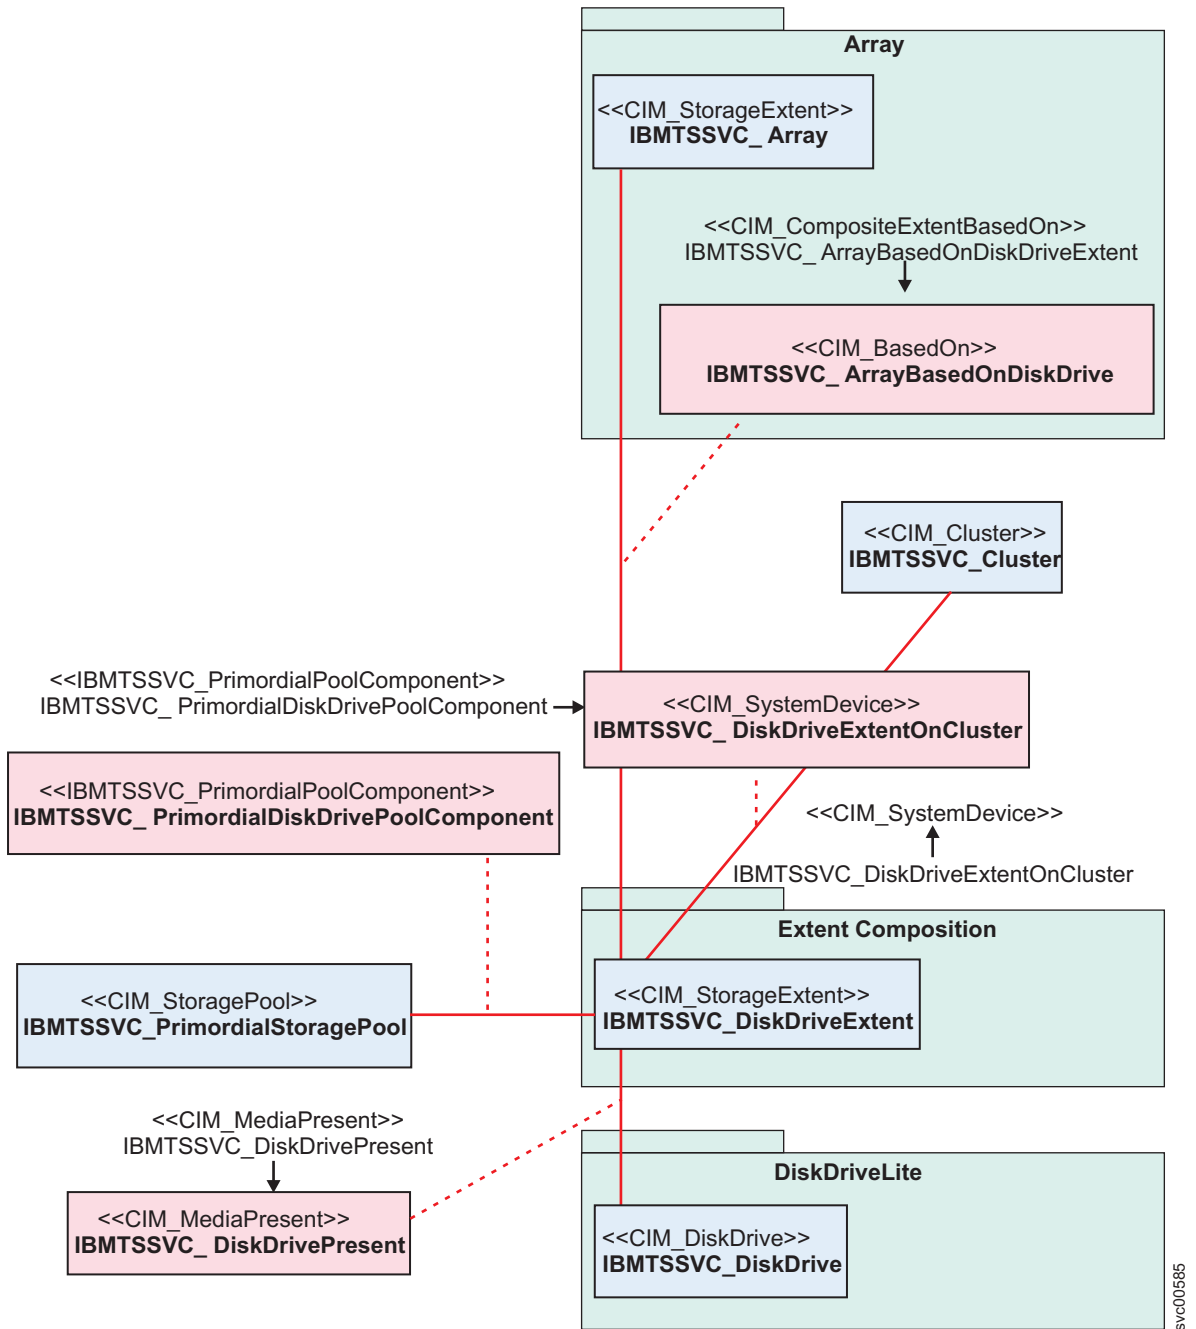 Array
<<CIM_StorageExtent>>
IBMTSSVC_ Array
<<CIM_CompositeExtentBasedOn>>
IBMTSSVC_ ArrayBasedOnDiskDriveExtent
<<CIM_BasedOn>>
IBMTSSVC_ ArrayBasedOnDiskDrive
<<CIM_Cluster>>
IBMTSSVC_Cluster
<<IBMTSSVC_PrimordialPoolComponent>>
IBMTSSVC_ PrimordialDiskDrivePoolComponent
<<CIM_SystemDevice>>
IBMTSSVC_ DiskDriveExtentOnCluster
<<IBMTSSVC_PrimordialPoolComponent>>
IBMTSSVC_ PrimordialDiskDrivePoolComponent
<<CIM_SystemDevice>>
IBMTSSVC_DiskDriveExtentOnCluster
Extent Composition
<<CIM_StoragePool>>
IBMTSSVC_PrimordialStoragePool
<<CIM_StorageExtent>>
IBMTSSVC_DiskDriveExtent
<<CIM_MediaPresent>>
IBMTSSVC_DiskDrivePresent
DiskDriveLite
<<CIM_MediaPresent>>
IBMTSSVC_ DiskDrivePresent
<<CIM_DiskDrive>>
IBMTSSVC_DiskDrive
svc00585